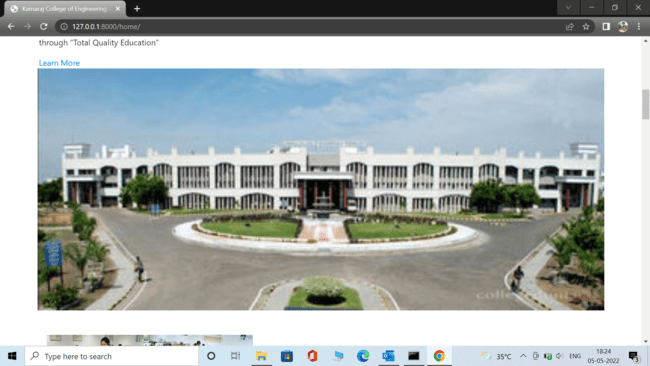 Kamaraj College of Engineering
127.0.0.1:8000/home/
through "Total Quality Education"
Learn More
Type here to search
35°C
ENG
18:24
05-05-2022
3